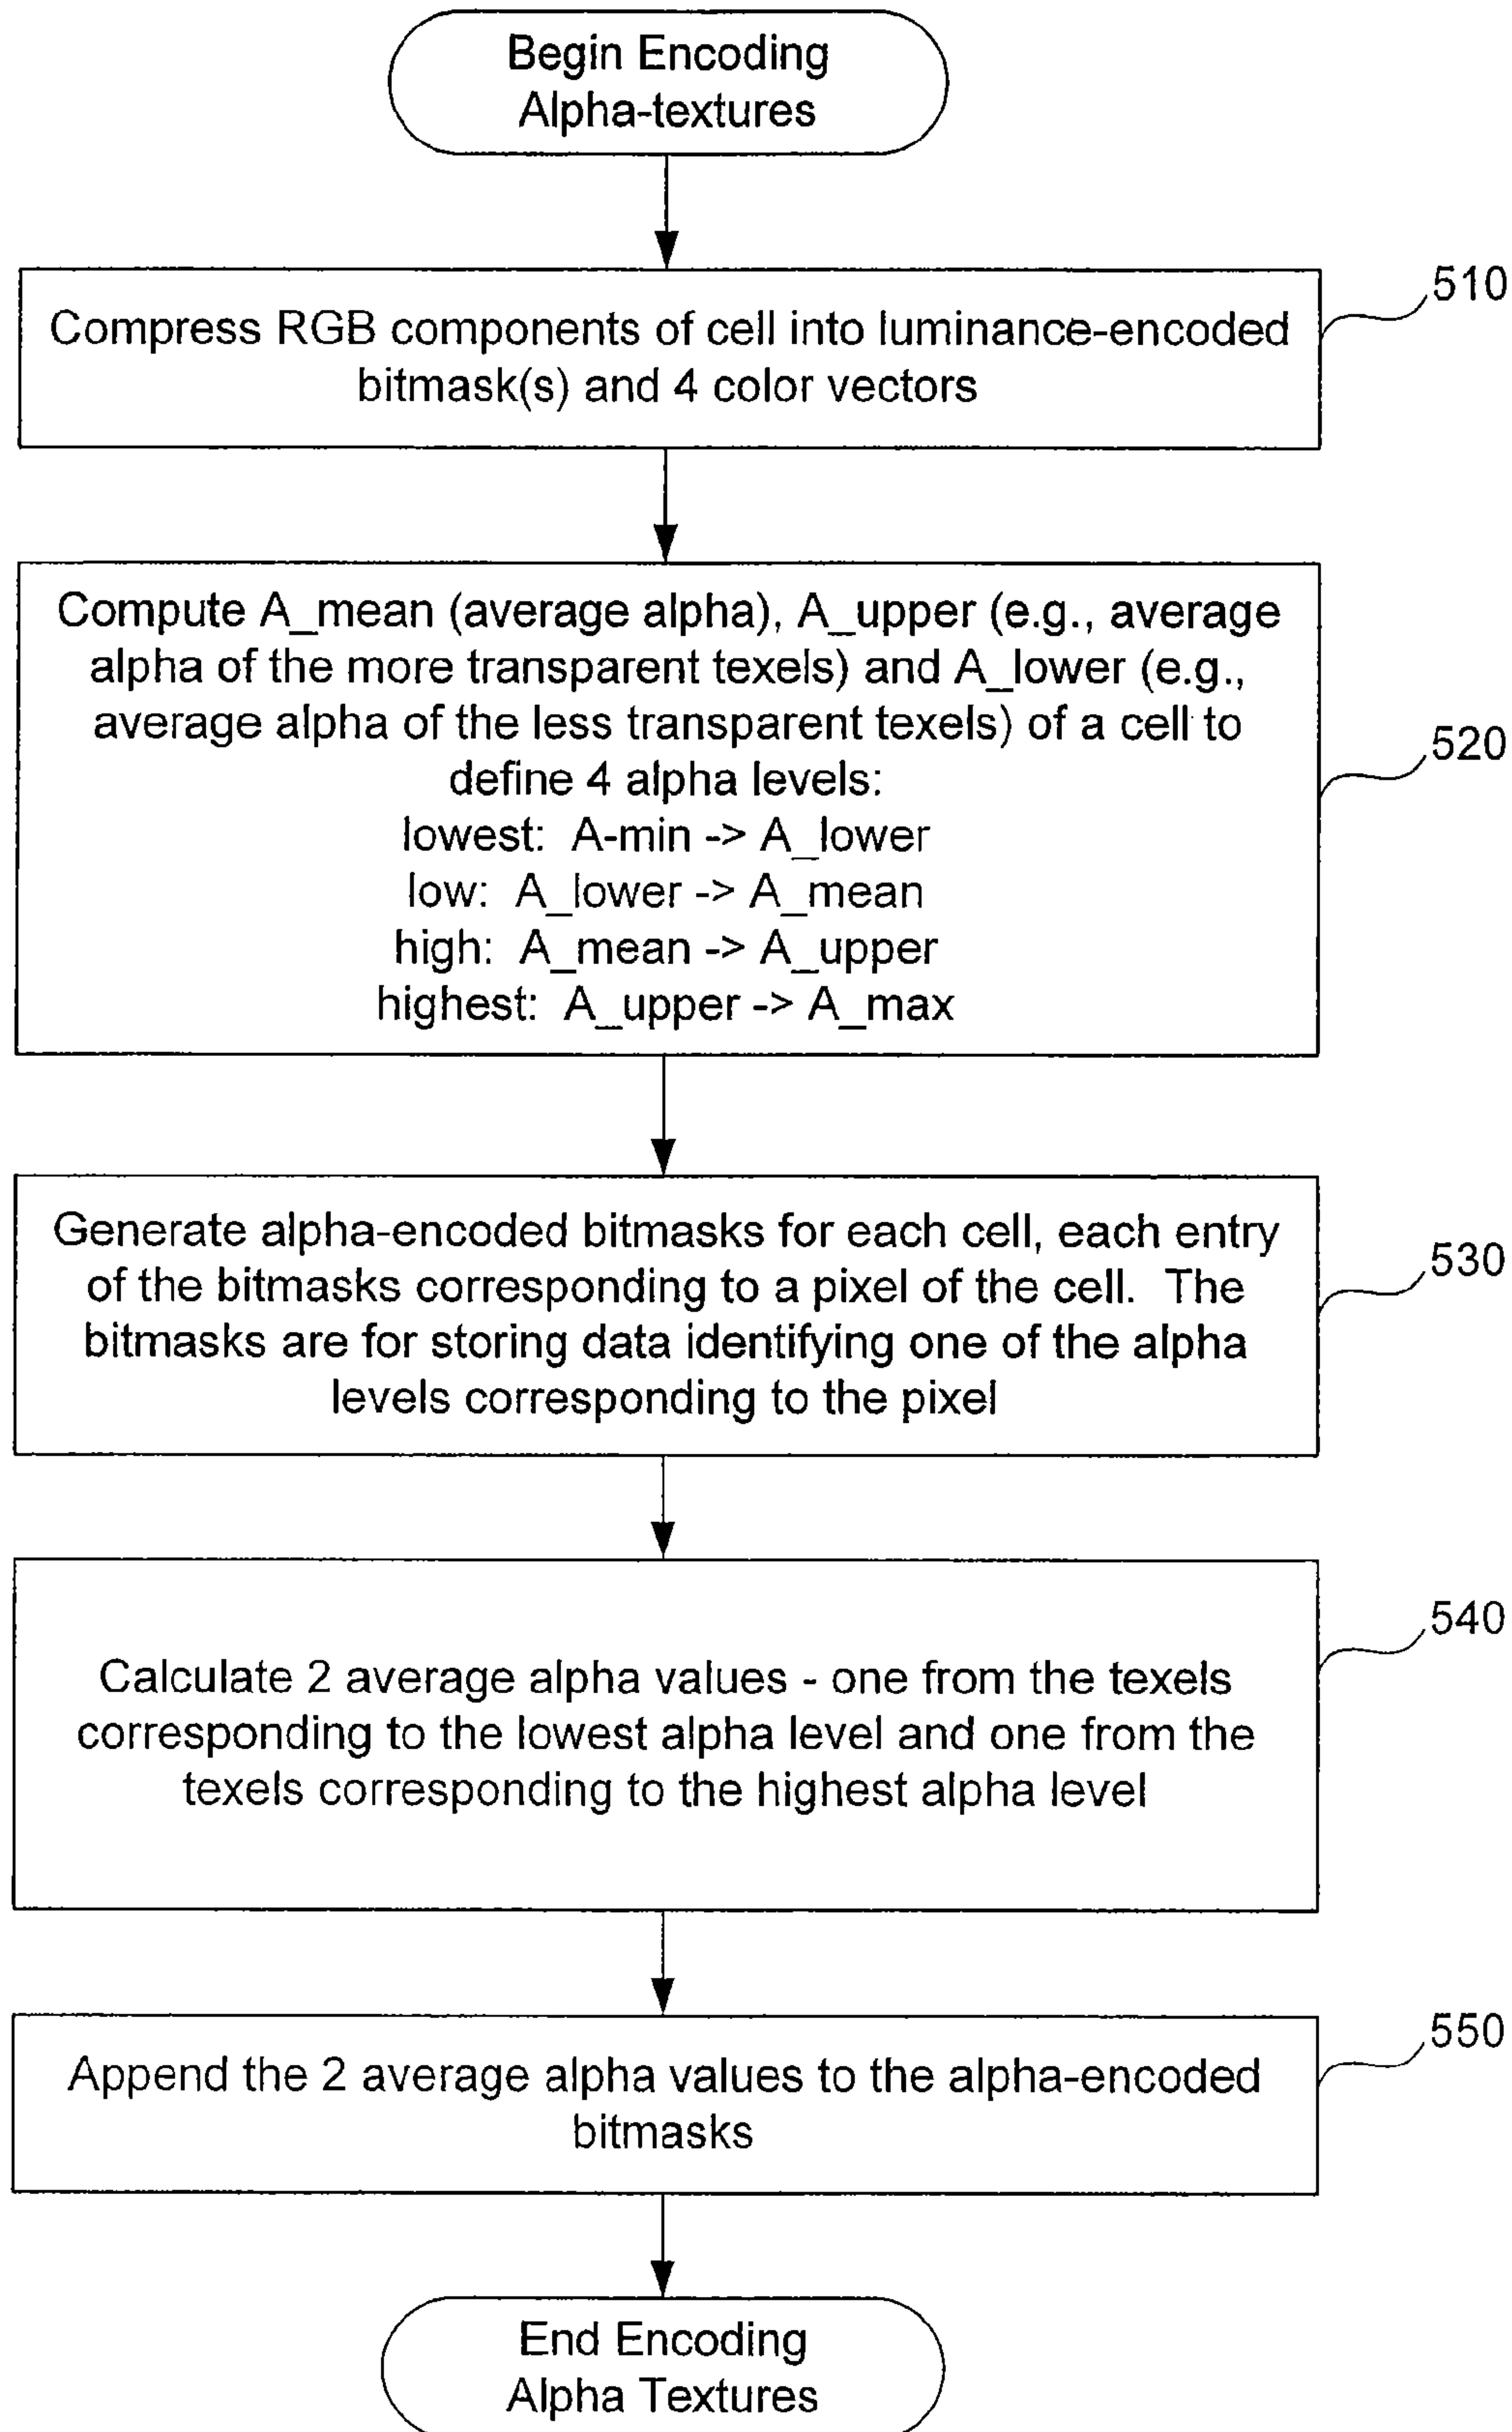 Begin Encoding
Alpha-textures
510
Compress RGB components of cell into luminance-encoded
bitmask(s) and 4 color vectors
Compute A_mean (average alpha), A_upper (e.g., average
alpha of the more transparent texels) and A_lower (e.g.,
average alpha of the less transparent texels) of a cell to
520
define 4 alpha levels:
lowest: A-min -> A_lower
low: A_lower -> A_mean
high: A_mean -> A_upper
highest: A_upper -> A_max
Generate alpha-encoded bitmasks for each cell, each entry
530
of the bitmasks corresponding to a pixel of the cell. The
bitmasks are for storing data identifying one of the alpha
levels corresponding to the pixel
540
Calculate 2 average alpha values - one from the texels
corresponding to the lowest alpha level and one from the
texels corresponding to the highest alpha level
550
Append the 2 average alpha values to the alpha-encoded
bitmasks
End Encoding
Alpha Textures